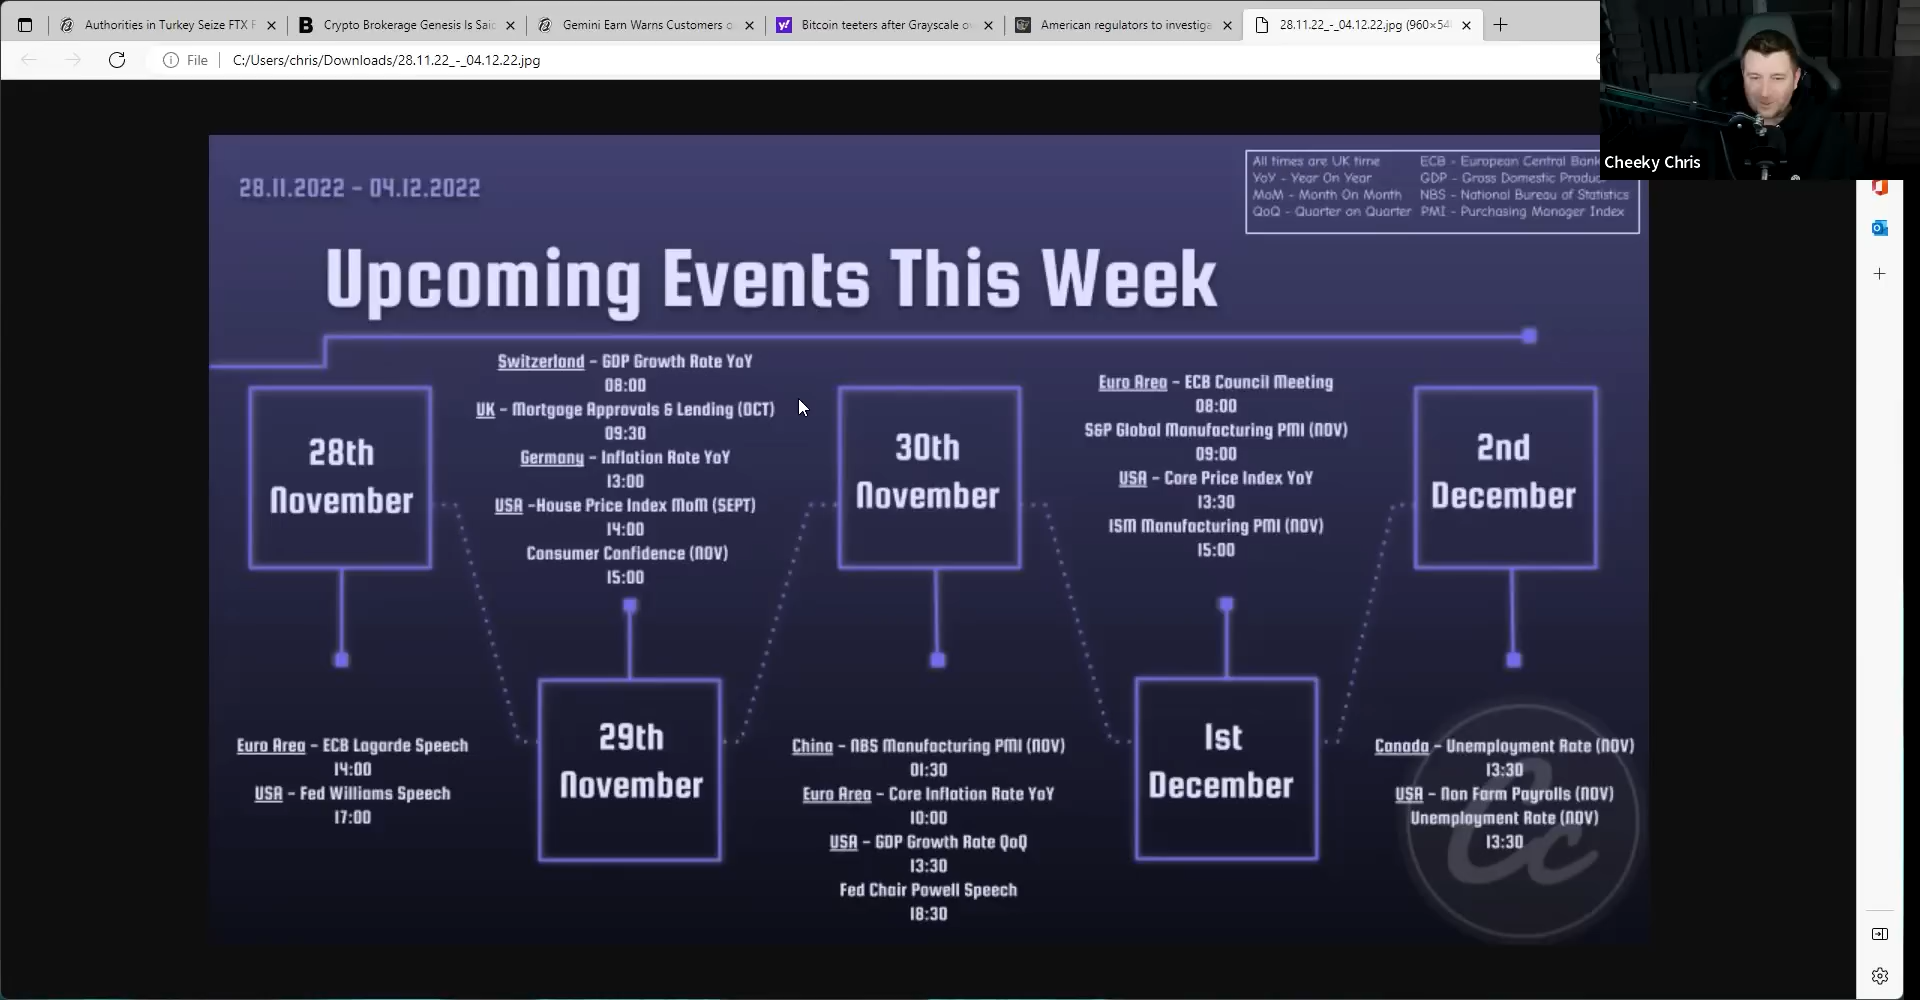 Authorities in Turkey Seize FTX F
Crypto Brokerage Genesis Is Said
Gemini Earn Warns Customers o
Bitcoin teeters after Grayscale o
American regulators to investiga
28.11.22_-_04.12.22.jpg (960×54
File
C:/Users/chris/Downloads/28.11.22_-_04.12.22.jpg
Cheeky Chris
28.11.2022 - 04.12.2022
All times are UK time
YoY - Year On Year
MoM - Month On Month
QoQ - Quarter on Quarter
ECB - European Central Bank
GDP - Gross Domestic Product
NBS - National Bureau of Statistics
PMI - Purchasing Manager Index
Upcoming Events This Week
28th
November
Euro Area - ECB Lagarde Speech
14:00
USA - Fed Williams Speech
17:00
Switzerland - GDP Growth Rate YoY
08:00
UK - Mortgage Approvals & Lending (OCT)
09:30
Germany - Inflation Rate YoY
13:00
USA -House Price Index MoM (SEPT)
14:00
Consumer Confidence (NOV)
15:00
29th
November
30th
November
China - NBS Manufacturing PMI (NOV)
01:30
Euro Area - Core Inflation Rate YoY
10:00
USA - GDP Growth Rate QoQ
13:30
Fed Chair Powell Speech
18:30
Euro Area - ECB Council Meeting
08:00
S&P Global Manufacturing PMI (NOV)
09:00
USA - Core Price Index YoY
13:30
ISM Manufacturing PMI (NOV)
15:00
1st
December
2nd
December
Canada - Unemployment Rate (NOV)
13:30
USA - Non Farm Payrolls (NOV)
Unemployment Rate (NOV)
13:30
Cc